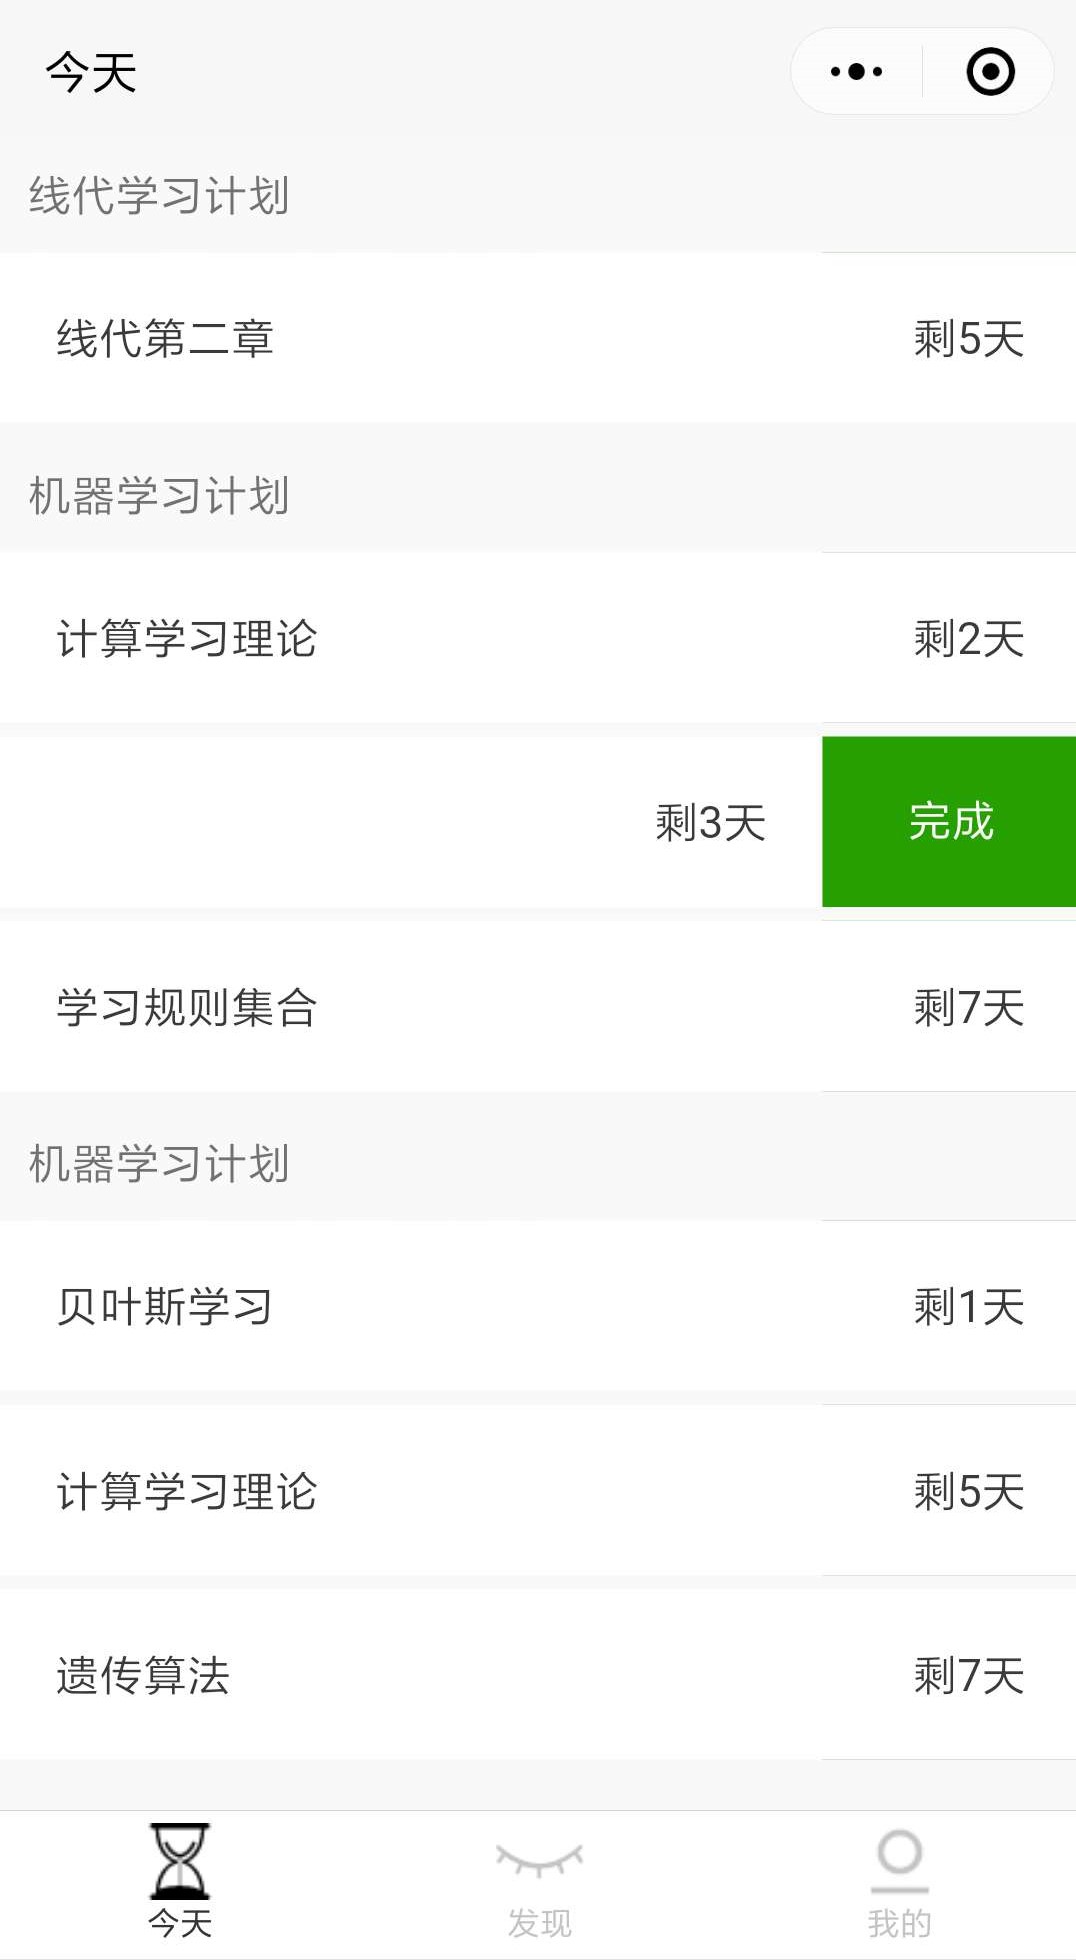 今天
线代学习计划
线代第二章 剩5天
机器学习计划
计算学习理论 剩2天
剩3天 完成
学习规则集合 剩7天
机器学习计划
贝叶斯学习 剩1天
计算学习理论 剩5天
遗传算法 剩7天
今天 发现 我的